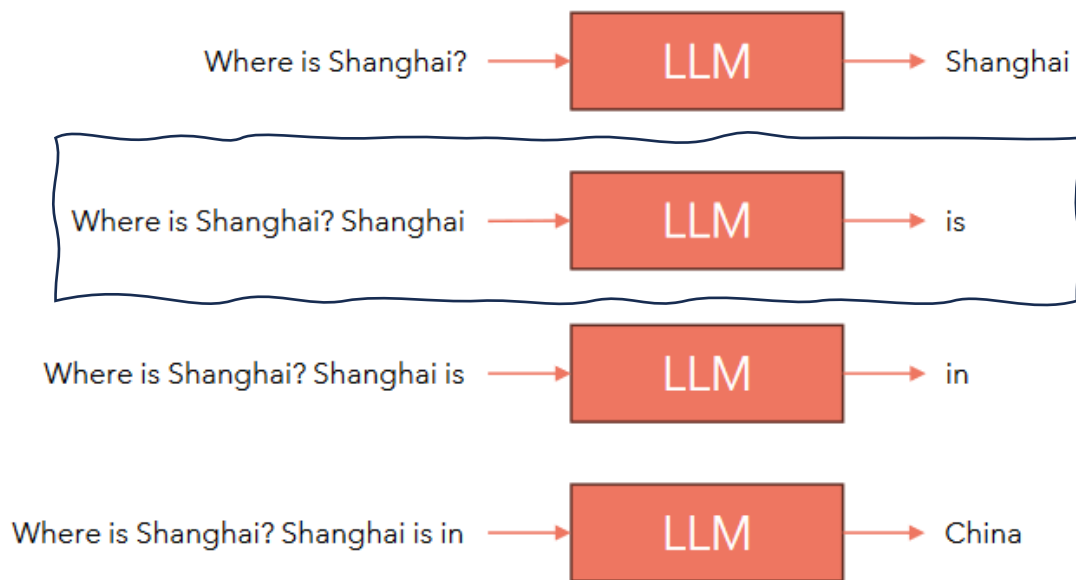 Where is Shanghai? LLM Shanghai
Where is Shanghai? Shanghai LLM is
Where is Shanghai? Shanghai is LLM in
Where is Shanghai? Shanghai is in LLM China